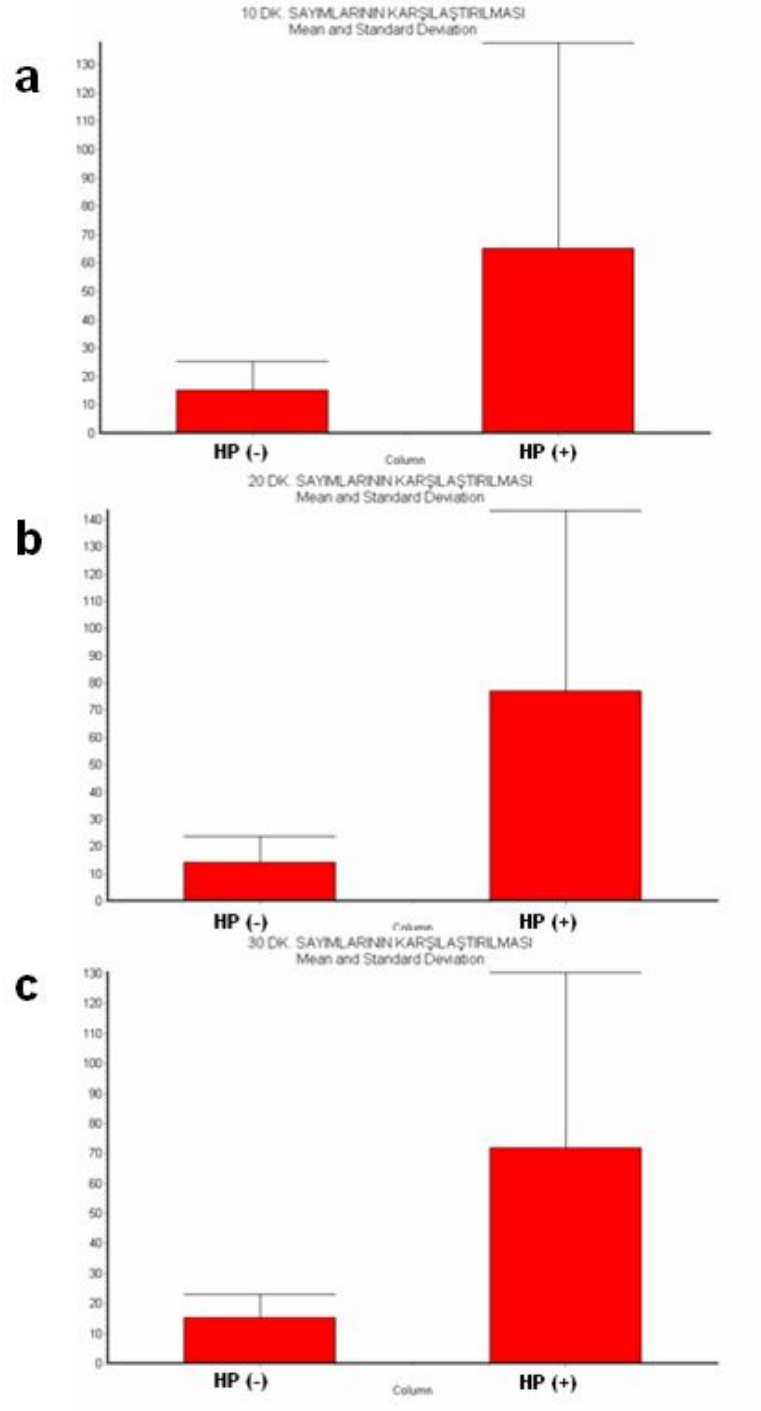 10 DK. SAYIMLARININ KARŞILAŞTIRILMASI
Mean and Standard Deviation
a
130
120
110
100
90
80
70
60
50
40
30
20
10
0
HP (-)
HP (+)
Column
20 DK. SAYIMLARININ KARŞILAŞTIRILMASI
Mean and Standard Deviation
b
140
130
120
110
100
90
80
70
60
50
40
30
20
10
0
HP (-)
HP (+)
Column
30 DK. SAYIMLARININ KARŞILAŞTIRILMASI
Mean and Standard Deviation
c
130
120
110
100
90
80
70
60
50
40
30
20
10
0
HP (-)
HP (+)
Column